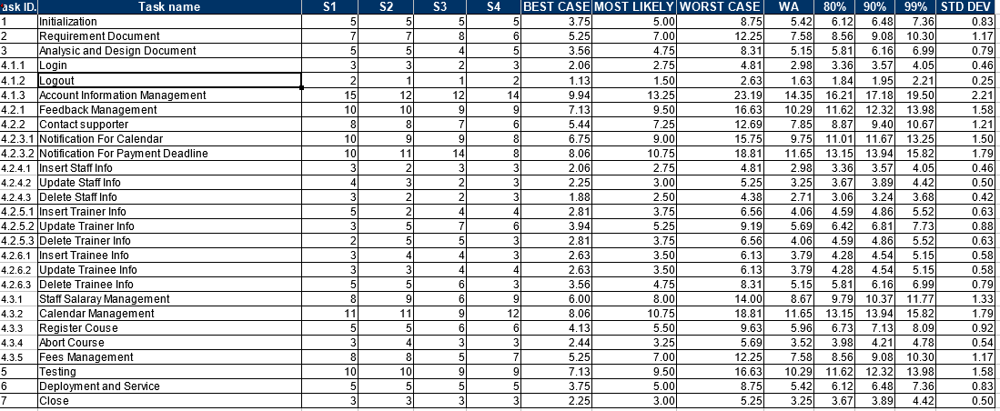 ask ID. Task name S1 S2 S3 S4 BEST CASE MOST LIKELY WORST CASE WA 80% 90% 99% STD DEV
1 Initialization 5 5 5 5 3.75 5.00 8.75 5.42 6.12 6.48 7.36 0.83
2 Requirement Document 7 7 8 6 5.25 7.00 12.25 7.58 8.56 9.08 10.30 1.17
3 Analysic and Design Document 5 5 4 5 3.56 4.75 8.31 5.15 5.81 6.16 6.99 0.79
4.1.1 Login 3 3 2 3 2.06 2.75 4.81 2.98 3.36 3.57 4.05 0.46
4.1.2 Logout 2 1 1 2 1.13 1.50 2.63 1.63 1.84 1.95 2.21 0.25
4.1.3 Account Information Management 15 12 12 14 9.94 13.25 23.19 14.35 16.21 17.18 19.50 2.21
4.2.1 Feedback Management 10 10 9 9 7.13 9.50 16.63 10.29 11.62 12.32 13.98 1.58
4.2.2 Contact supporter 8 8 7 6 5.44 7.25 12.69 7.85 8.87 9.40 10.67 1.21
4.2.3.1 Notification For Calendar 10 9 9 8 6.75 9.00 15.75 9.75 11.01 11.67 13.25 1.50
4.2.3.2 Notification For Payment Deadline 10 11 14 8 8.06 10.75 18.81 11.65 13.15 13.94 15.82 1.79
4.2.4.1 Insert Staff Info 3 2 3 3 2.06 2.75 4.81 2.98 3.36 3.57 4.05 0.46
4.2.4.2 Update Staff Info 4 3 2 3 2.25 3.00 5.25 3.25 3.67 3.89 4.42 0.50
4.2.4.3 Delete Staff Info 3 2 2 3 1.88 2.50 4.38 2.71 3.06 3.24 3.68 0.42
4.2.5.1 Insert Trainer Info 5 2 4 4 2.81 3.75 6.56 4.06 4.59 4.86 5.52 0.63
4.2.5.2 Update Trainer Info 3 5 7 6 3.94 5.25 9.19 5.69 6.42 6.81 7.73 0.88
4.2.5.3 Delete Trainer Info 2 5 5 3 2.81 3.75 6.56 4.06 4.59 4.86 5.52 0.63
4.2.6.1 Insert Trainee Info 3 4 4 3 2.63 3.50 6.13 3.79 4.28 4.54 5.15 0.58
4.2.6.2 Update Trainee Info 3 3 4 4 2.63 3.50 6.13 3.79 4.28 4.54 5.15 0.58
4.2.6.3 Delete Trainee Info 5 5 6 3 3.56 4.75 8.31 5.15 5.81 6.16 6.99 0.79
4.3.1 Staff Salaray Management 8 9 6 9 6.00 8.00 14.00 8.67 9.79 10.37 11.77 1.33
4.3.2 Calendar Management 11 11 9 12 8.06 10.75 18.81 11.65 13.15 13.94 15.82 1.79
4.3.3 Register Couse 5 5 6 6 4.13 5.50 9.63 5.96 6.73 7.13 8.09 0.92
4.3.4 Abort Course 3 4 3 3 2.44 3.25 5.69 3.52 3.98 4.21 4.78 0.54
4.3.5 Fees Management 8 8 5 7 5.25 7.00 12.25 7.58 8.56 9.08 10.30 1.17
5 Testing 10 10 9 9 7.13 9.50 16.63 10.29 11.62 12.32 13.98 1.58
6 Deployment and Service 5 5 5 5 3.75 5.00 8.75 5.42 6.12 6.48 7.36 0.83
7 Close 3 3 3 3 2.25 3.00 5.25 3.25 3.67 3.89 4.42 0.50